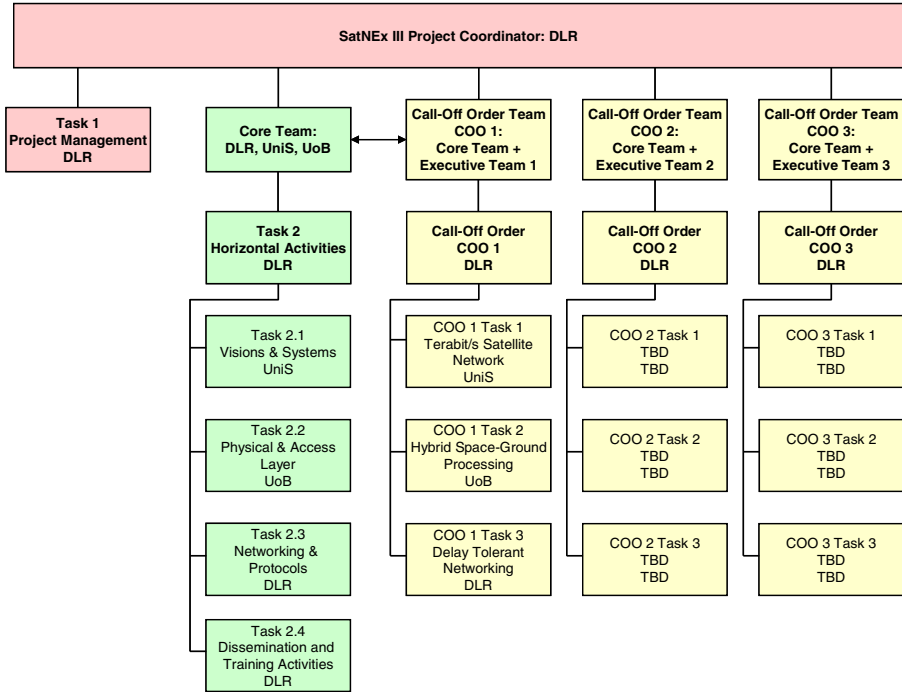 SatNEx III Project Coordinator: DLR
Task 1
Project Management
DLR
Core Team:
DLR, UniS, UoB
Call-Off Order Team
COO 1:
Core Team +
Executive Team 1
Call-Off Order Team
COO 2:
Core Team +
Executive Team 2
Call-Off Order Team
COO 3:
Core Team +
Executive Team 3
Task 2
Horizontal Activities
DLR
Call-Off Order
COO 1
DLR
Call-Off Order
COO 2
DLR
Call-Off Order
COO 3
DLR
Task 2.1
Visions & Systems
UniS
COO 1 Task 1
Terabit/s Satellite
Network
UniS
COO 2 Task 1
TBD
TBD
COO 3 Task 1
TBD
TBD
Task 2.2
Physical & Access
Layer
UoB
COO 1 Task 2
Hybrid Space-Ground
Processing
UoB
COO 2 Task 2
TBD
TBD
COO 3 Task 2
TBD
TBD
Task 2.3
Networking &
Protocols
DLR
COO 1 Task 3
Delay Tolerant
Networking
DLR
COO 2 Task 3
TBD
TBD
COO 3 Task 3
TBD
TBD
Task 2.4
Dissemination and
Training Activities
DLR